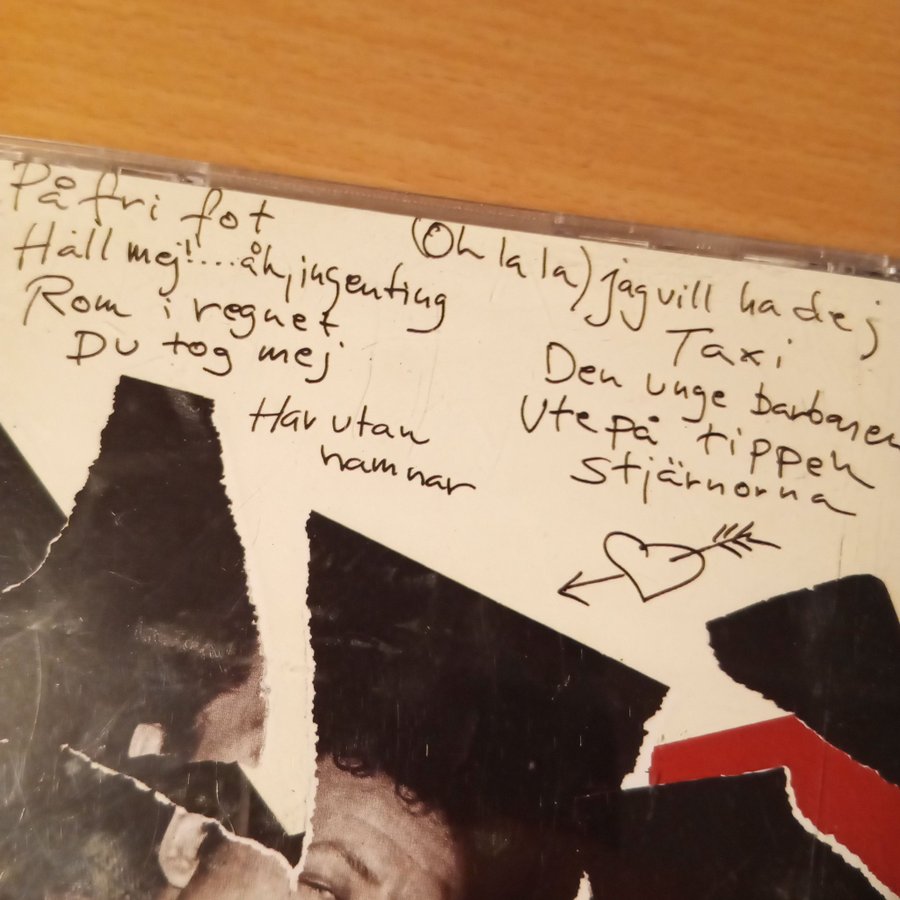 På fri fot
Håll mej!....åh, ingenting
Rom i regnet
Du tog mej
Hav utan
hamnar
(Oh la la) jag vill ha dej
Taxi
Den unge barbaren
Ute på tippen
Stjärnorna